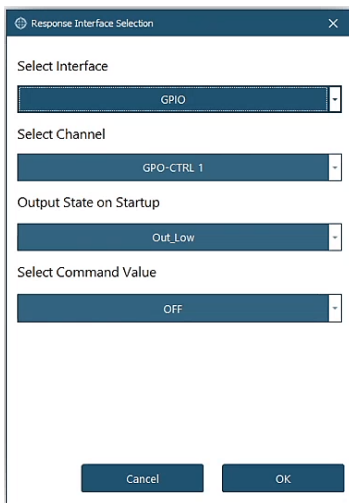 Response Interface Selection
Select Interface
GPIO
Select Channel
GPO-CTRL 1
Output State on Startup
Out_Low
Select Command Value
OFF
Cancel OK